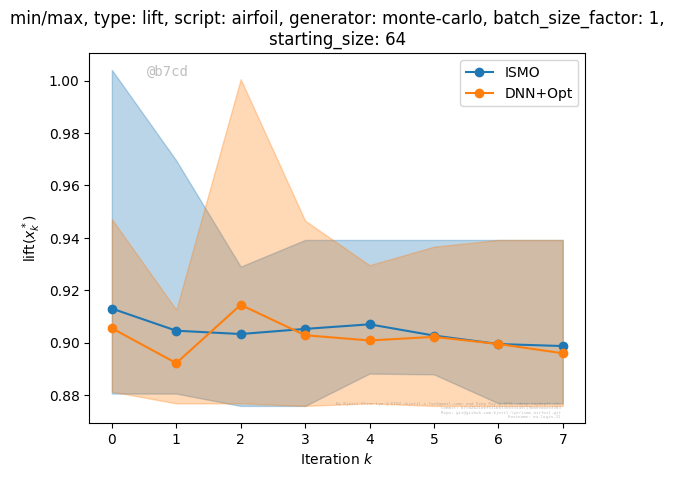 min/max, type: lift, script: airfoil, generator: monte-carlo, batch_size_factor: 1,
starting_size: 64
@b7cd
ISMO
DNN+Opt
1.00
0.98
0.96
0.94
0.92
0.90
0.88
lift(x*k)
0 1 2 3 4 5 6 7
Iteration k